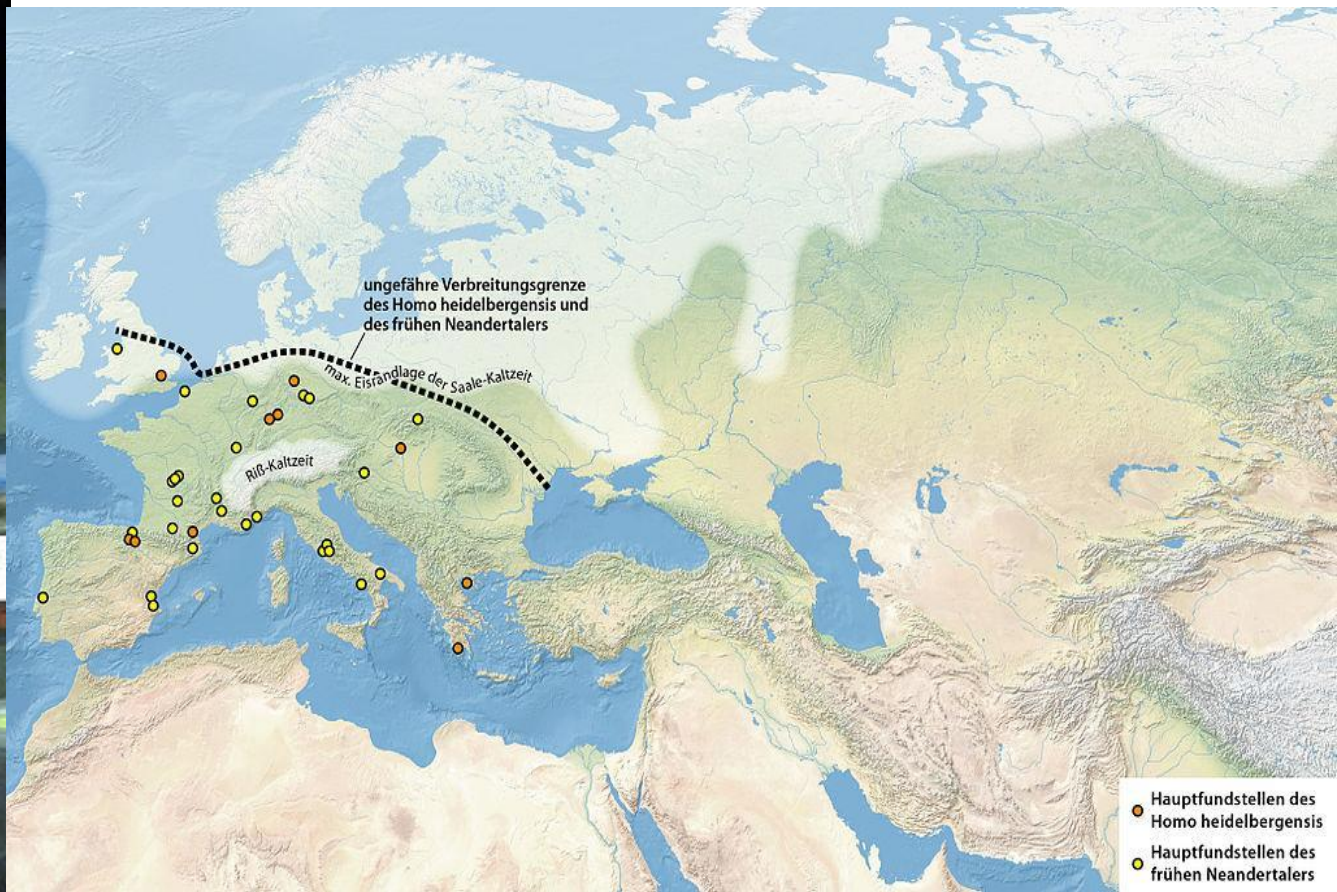 ungefähre Verbreitungsgrenze
des Homo heidelbergensis und
des frühen Neandertalers
max. Eisrandlage der Saale-Kaltzeit
Riß-Kaltzeit
Hauptfundstellen des
Homo heidelbergensis
Hauptfundstellen des
frühen Neandertalers